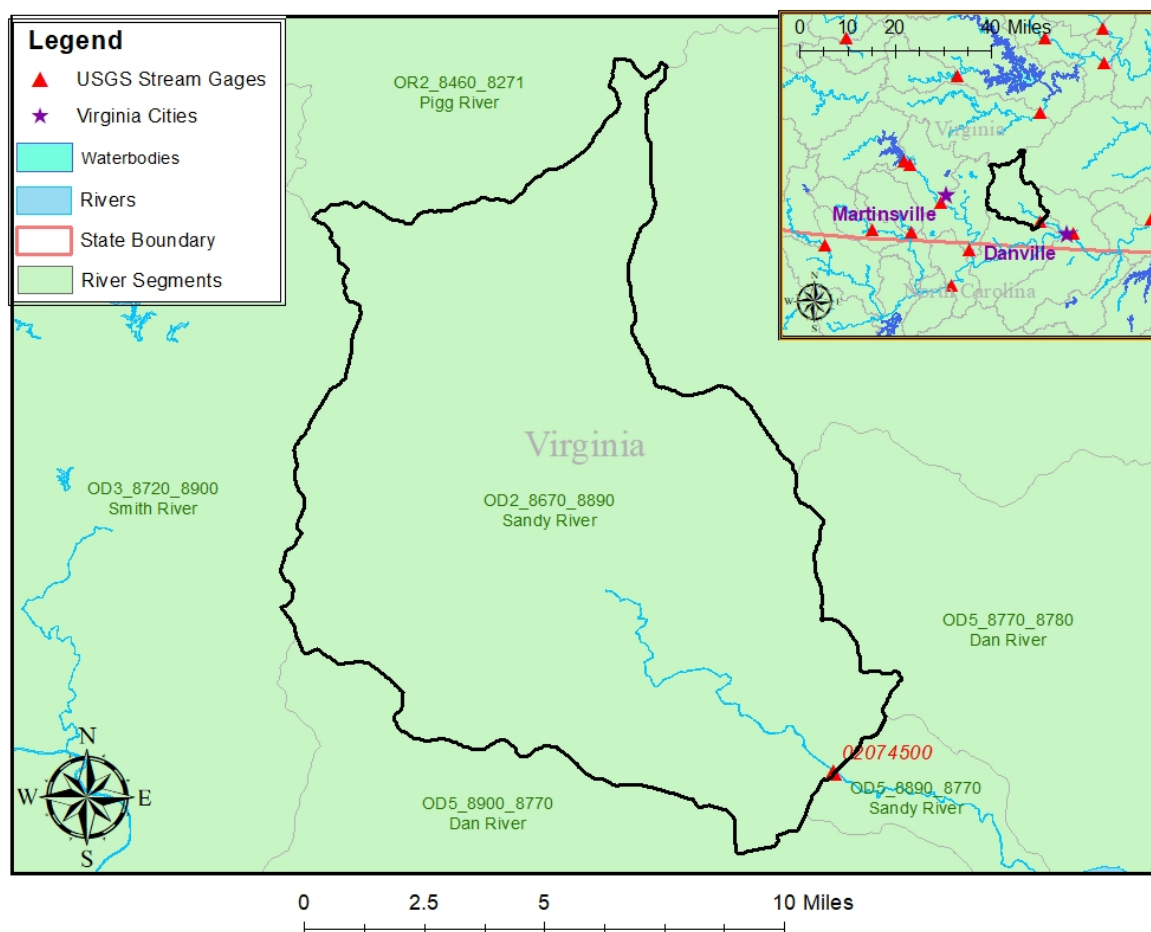 Legend
USGS Stream Gages
Virginia Cities
Waterbodies
Rivers
State Boundary
River Segments
OR2_8460_8271
Pigg River
0 10 20 40 Miles
Virginia
Martinsville
Danville
North Carolina
N
W E
S
Virginia
OD3_8720_8900
Smith River
OD2_8670_8890
Sandy River
OD5_8770_8780
Dan River
02074500
OD5_8890_8770
Sandy River
OD5_8900_8770
Dan River
N
W E
S
0 2.5 5 10 Miles